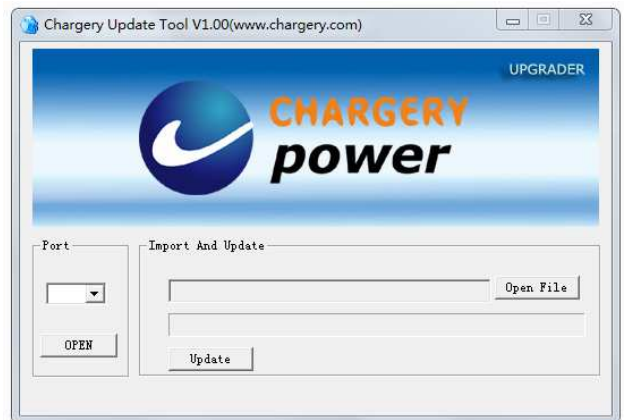 Chargery Update Tool V1.00(www.chargery.com)
UPGRADER
CHARGERY
power
Port
Import And Update
Open File
OPEN
Update